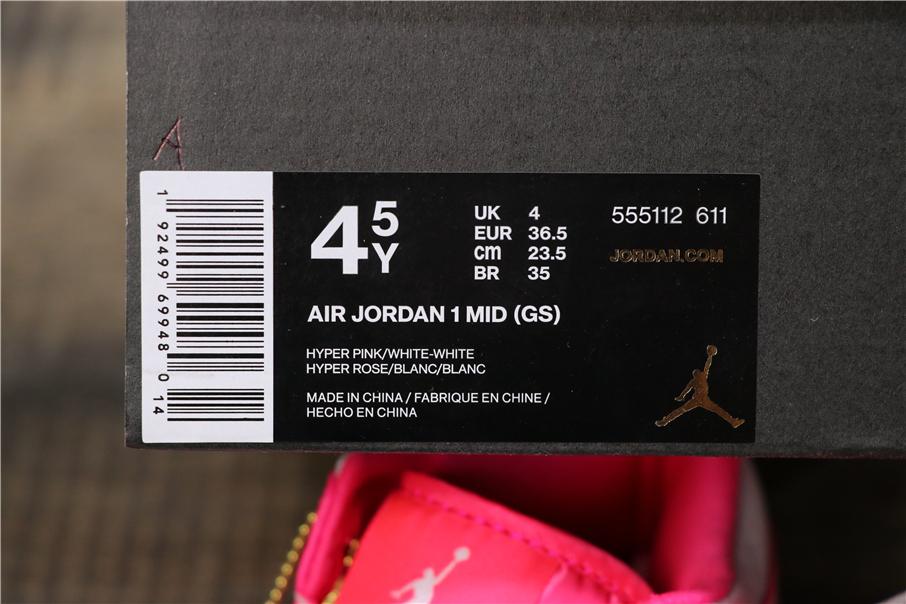 A
1 92499 69948 0 14
4 5 Y
UK 4
EUR 36.5
cm 23.5
BR 35
555112 611
JORDAN.COM
AIR JORDAN 1 MID (GS)
HYPER PINK/WHITE-WHITE
HYPER ROSE/BLANC/BLANC
MADE IN CHINA / FABRIQUE EN CHINE /
HECHO EN CHINA